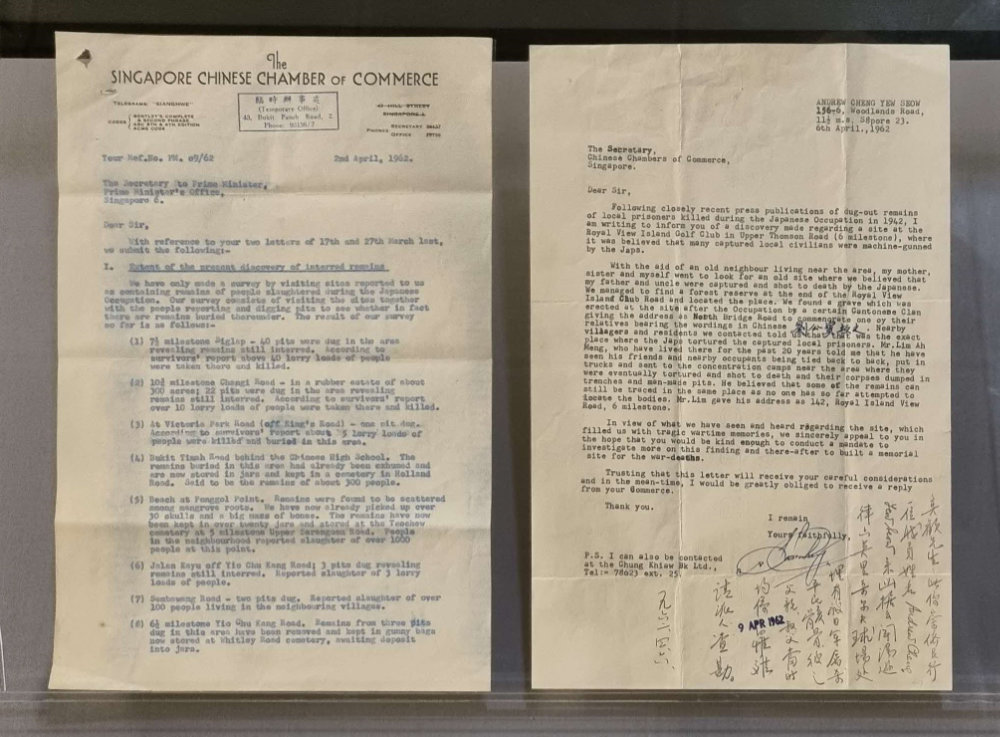 The
SINGAPORE CHINESE CHAMBER OF COMMERCE
臨時辦事處
(Temporary Office)
43, Bukit Pasoh Road, 2
Phone:
TELEGRAMS "SIANGHWE"
CODES
BENTLEY'S COMPLETE
& SECOND PHRASE
ABC 5TH & 6TH EDITION
ACME CODE
HILL STREET
SINGAPORE-6
PHONES
SECRETARY
OFFICE
Your Ref.No. PM. 09/62
2nd April, 1962.
The Secretary to Prime Minister,
Prime Minister's Office,
Singapore 6.
Dear Sir,
With reference to your two letters of 17th and 27th March last,
we submit the following:-
I. Extent of the present discovery of interred remains
We have only made a survey by visiting sites reported to us
as containing remains of people slaughtered during the Japanese
Occupation. Our survey consists of visiting the sites together
with the people reporting and digging pits to see whether in fact
there are remains buried thereunder. The result of our survey
so far is as follows:-
(1) 7½ milestone Siglap - 40 pits were dug in the area
revealing remains still interred. According to
survivors' report above 40 lorry loads of people
were taken there and killed.
(2) 10½ milestone Changi Road - in a rubber estate of about
300 acres; 22 pits were dug in the area revealing
remains still interred. According to survivors' report
over 10 lorry loads of people were taken there and killed.
(3) At Victoria Park Road (off King's Road) - one pit dug.
According to survivors' report about 5 lorry loads of
people were killed and buried in this area.
(4) Bukit Timah Road behind the Chinese High School. The
remains buried in this area had already been exhumed and
are now stored in jars and kept in a cemetery in Holland
Road. Said to be the remains of about 300 people.
(5) Beach at Ponggol Point. Remains were found to be scattered
among mangrove roots. We have now already picked up over
30 skulls and a big mass of bones. The remains have now
been kept in over twenty jars and stored at the Teochew
cemetery at 5 milestone Upper Serangoon Road. People
in the neighbourhood reported slaughter of over 1000
people at this point.
(6) Jalan Kayu off Yio Chu Kang Road; 3 pits dug revealing
remains still interred. Reported slaughter of 3 lorry
loads of people.
(7) Sembawang Road - two pits dug. Reported slaughter of over
100 people living in the neighbouring villages.
(8) 6½ milestone Yio Chu Kang Road. Remains from three pits
dug in this area have been removed and kept in gunny bags
now stored at Whitley Road cemetery, awaiting deposit
into jars.
ANDREW CHENG YEW SEOW
156-6, Woodlands Road,
11½ m.s. S'pore 23.
6th April.,1962
The Secretary,
Chinese Chambers of Commerce,
Singapore.
Dear Sir,
Following closely recent press publications of dug-out remains
of local prisoners killed during the Japanese Occupation in 1942, I
am writing to inform you of a discovery made regarding a site at the
Royal View Island Golf Club in Upper Thomson Road (6 milestone), where
it was believed that many captured local civilians were machine-gunned
by the Japs.
With the aid of an old neighbour living near the area, my mother,
sister and myself went to look for an old site where we believed that
my father and uncle were captured and shot to death by the Japanese.
We managed to find a forest reserve at the end of the Royal View
Island Club Road and located the place. We found a grave which was
erected at the site after the Occupation by a certain Cantonese Clan
giving the address as North Bridge Road to commemorate one oy their
relatives bearing the wordings in Chinese 劉公冀 人. Nearby
villagers and residents we contacted told that was the exact
place where the Japs tortured the captured local prisoners. Mr.Lim Ah
Meng, who have lived there for the past 20 years told me that he have
seen his friends and nearby occupents being tied back to back, put in
trucks and sent to the concentration camps near the area where they
were eventually tortured and shot to death and their corpses dumped in
trenches and man-made pits. He believed that some of the remains can
still be traced in the same place as no one has so far attempted to
locate the bodies. Mr.Lim gave his address as 142, Royal Island View
Road, 6 milestone.
In view of what we have seen and heard regarding the site, which
filled us with tragic wartime memories, we sincerely appeal to you in
the hope that you would be kind enough to conduct a mandate to
investigate more on this finding and there-after to built a memorial
site for the war-deaths.
Trusting that this letter will receive your careful considerations
and in the mean-time, I would be greatly obliged to receive a reply
from your Commerce.
Thank you.
I remain
Yours faithfully,
P.S. I can also be contacted
at the Chung Khiaw Bk Ltd.,
Tel:- 78023 ext. 25.
9 APR 1962